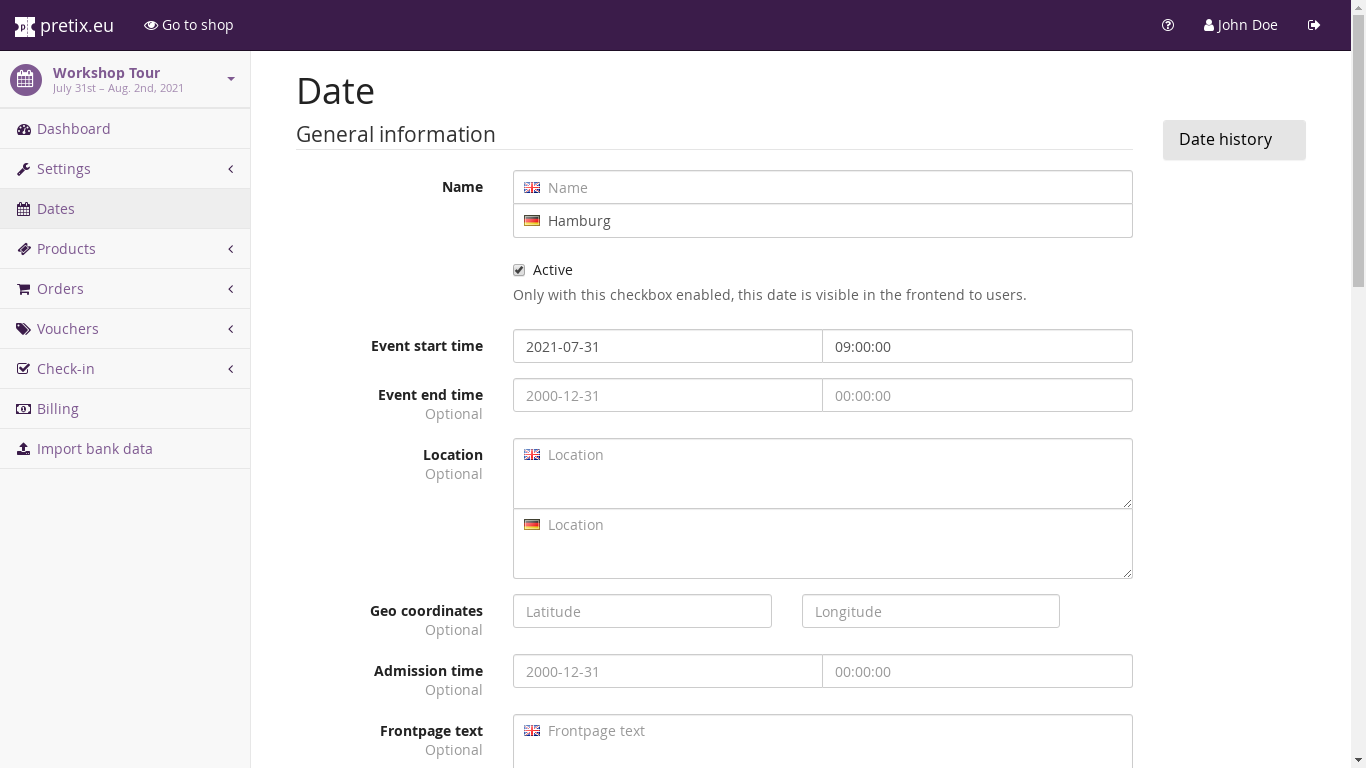 pretix.eu
Go to shop
John Doe
Workshop Tour
July 31st – Aug. 2nd, 2021
Dashboard
Settings
Dates
Products
Orders
Vouchers
Check-in
Billing
Import bank data
Date
General information
Date history
Name
Name
Hamburg
Active
Only with this checkbox enabled, this date is visible in the frontend to users.
Event start time
2021-07-31
09:00:00
Event end time
Optional
2000-12-31
00:00:00
Location
Optional
Location
Location
Geo coordinates
Optional
Latitude
Longitude
Admission time
Optional
2000-12-31
00:00:00
Frontpage text
Optional
Frontpage text